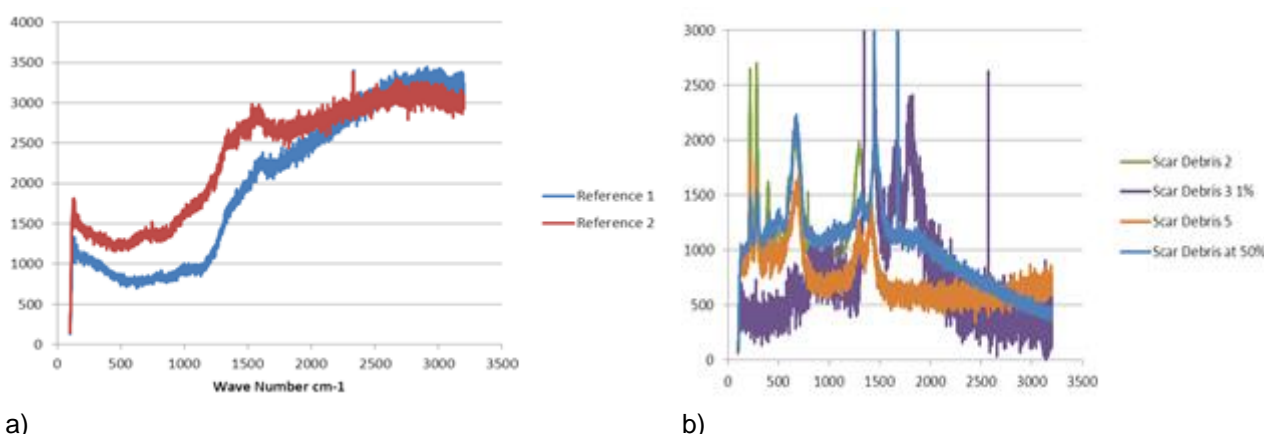 4000
3500
3000
2500
2000
1500
1000
500
0
0 500 1000 1500 2000 2500 3000 3500
Wave Number cm-1
Reference 1
Reference 2
a)
3000
2500
2000
1500
1000
500
0
0 500 1000 1500 2000 2500 3000 3500
Scar Debris 2
Scar Debris 3 1%
Scar Debris 5
Scar Debris at 50%
b)